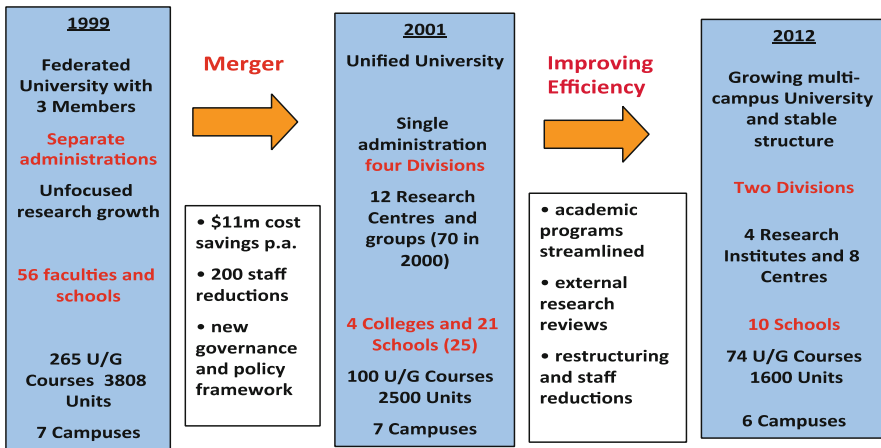 1999
Federated
University with
3 Members
Separate
administrations
Unfocused
research growth
56 faculties and
schools
265 U/G
Courses 3808
Units
7 Campuses
Merger
• $11m cost
savings p.a.
• 200 staff
reductions
• new
governance
and policy
framework
2001
Unified University
Single
administration
four Divisions
12 Research
Centres and
groups (70 in
2000)
4 Colleges and 21
Schools (25)
100 U/G Courses
2500 Units
7 Campuses
Improving
Efficiency
• academic
programs
streamlined
• external
research
reviews
• restructuring
and staff
reductions
2012
Growing multi-
campus University
and stable
structure
Two Divisions
4 Research
Institutes and 8
Centres
10 Schools
74 U/G Courses
1600 Units
6 Campuses